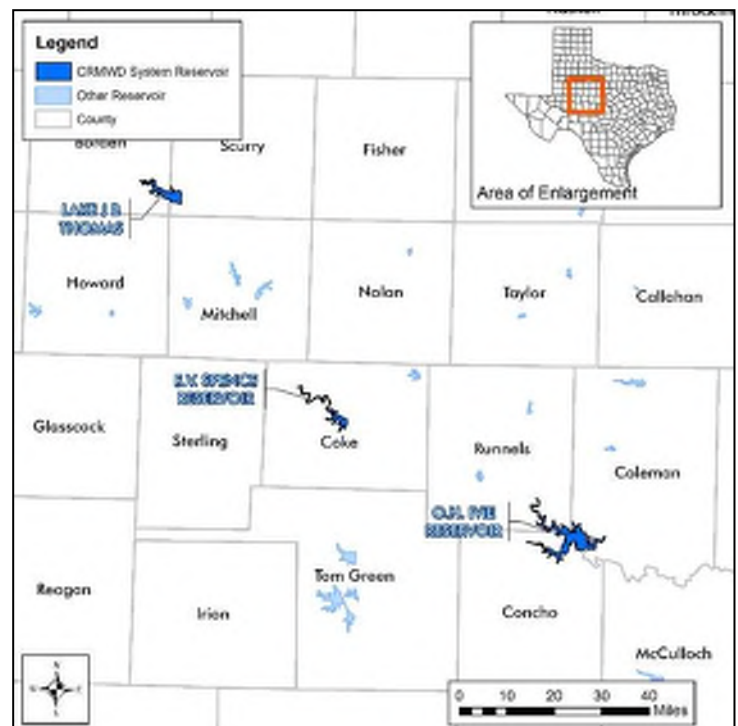 Legend
CRMWD System Reservoir
Other Reservoir
County
Area of Enlargement
Borden
Scurry
Fisher
LAKE J B
THOMAS
Howard
Mitchell
Nolan
Taylor
Callahan
E.V. SPENCE
RESERVOIR
Glasscock
Sterling
Coke
Runnels
Coleman
O.H. IVIE
RESERVOIR
Reagan
Irion
Tom Green
Concho
McCulloch
N
0 10 20 30 40
Miles